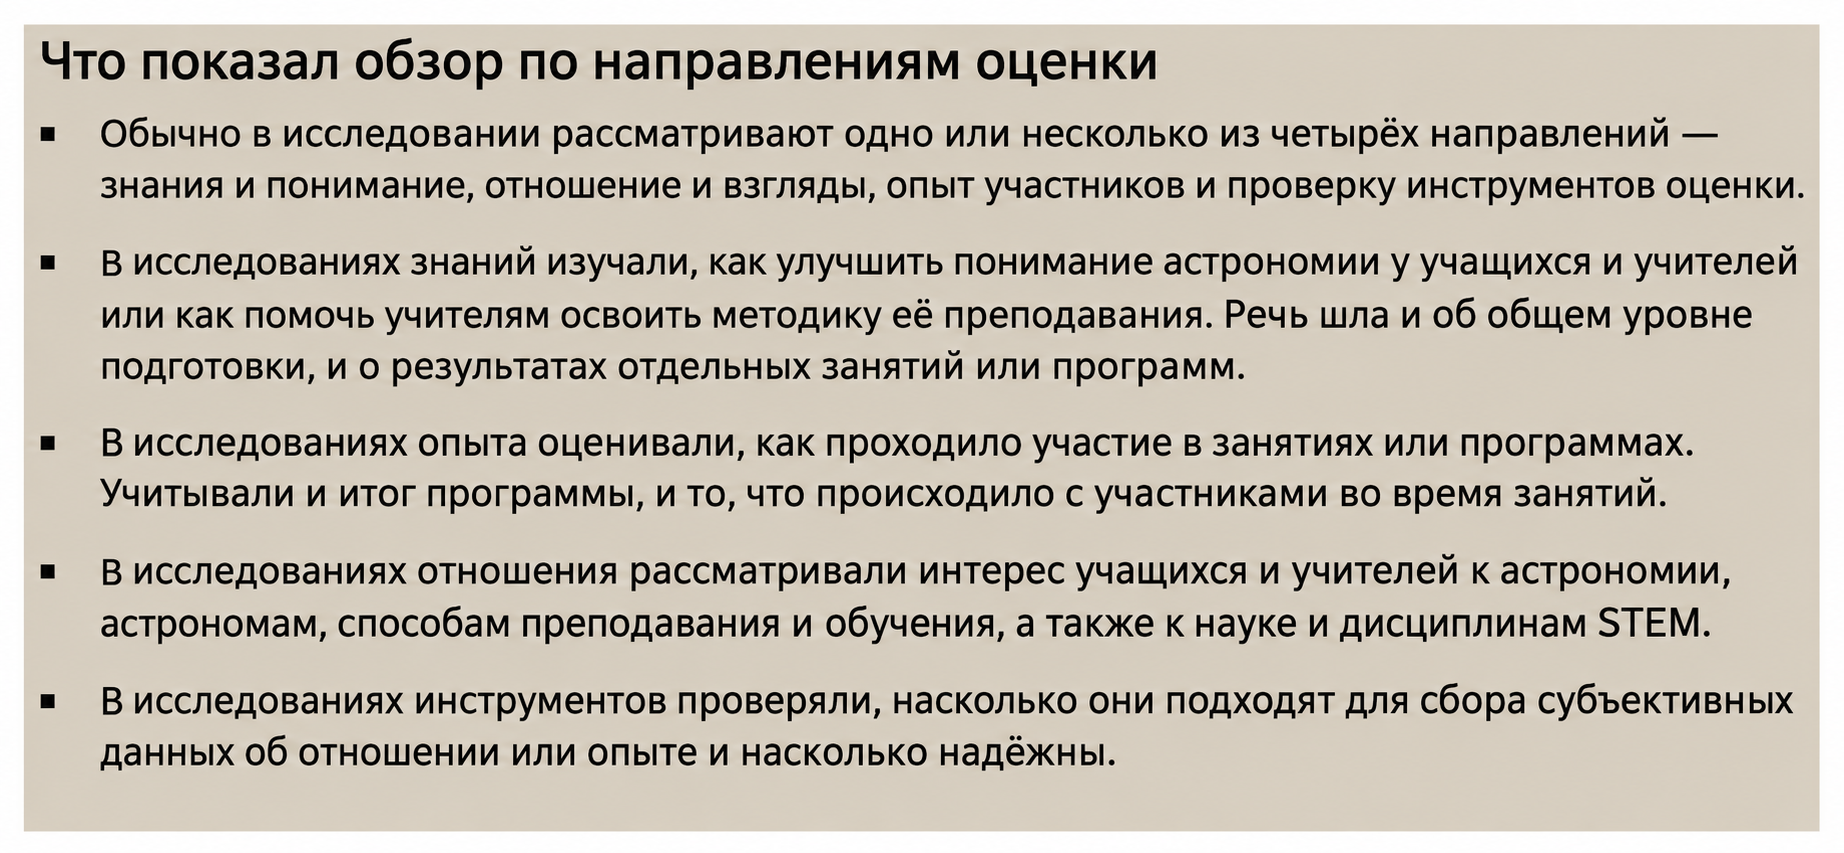 Что показал обзор по направлениям оценки
▪ Обычно в исследовании рассматривают одно или несколько из четырёх направлений —
знания и понимание, отношение и взгляды, опыт участников и проверку инструментов оценки.
▪ В исследованиях знаний изучали, как улучшить понимание астрономии у учащихся и учителей
или как помочь учителям освоить методику её преподавания. Речь шла и об общем уровне
подготовки, и о результатах отдельных занятий или программ.
▪ В исследованиях опыта оценивали, как проходило участие в занятиях или программах.
Учитывали и итог программы, и то, что происходило с участниками во время занятий.
▪ В исследованиях отношения рассматривали интерес учащихся и учителей к астрономии,
астрономам, способам преподавания и обучения, а также к науке и дисциплинам STEM.
▪ В исследованиях инструментов проверяли, насколько они подходят для сбора субъективных
данных об отношении или опыте и насколько надёжны.